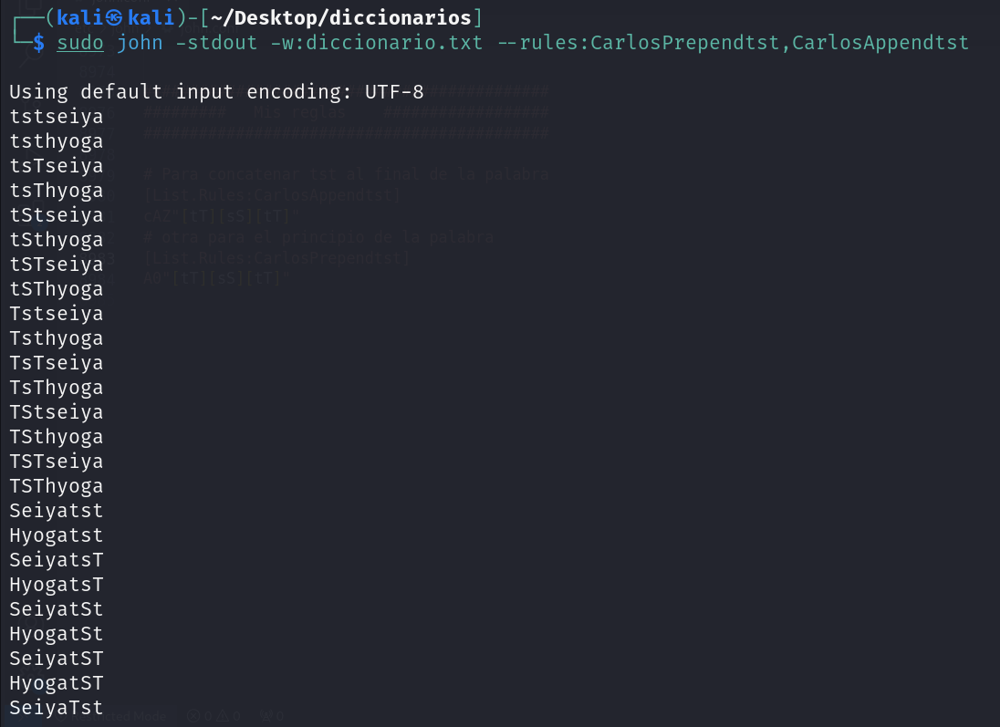 ┌──(kali㉿kali)-[~/Desktop/diccionarios]
└─$ sudo john -stdout -w:diccionario.txt --rules:CarlosPrependtst,CarlosAppendtst
8974
Using default input encoding: UTF-8
tstseiya
######### Mis reglas ##################
tsthyoga
tsTseiya
# Para concatenar tst al final de la palabra
tsThyoga
[List.Rules:CarlosAppendtst]
tStseiya
cAZ"[tT][sS][tT]"
tSthyoga
# otra para el principio de la palabra
tSTseiya
[List.Rules:CarlosPrependtst]
tSThyoga
A0"[tT][sS][tT]"
Tstseiya
Tsthyoga
TsTseiya
TsThyoga
TStseiya
TSthyoga
TSTseiya
TSThyoga
Seiyatst
Hyogatst
SeiyatsT
HyogatsT
SeiyatSt
HyogatSt
SeiyatST
HyogatST
SeiyaTst